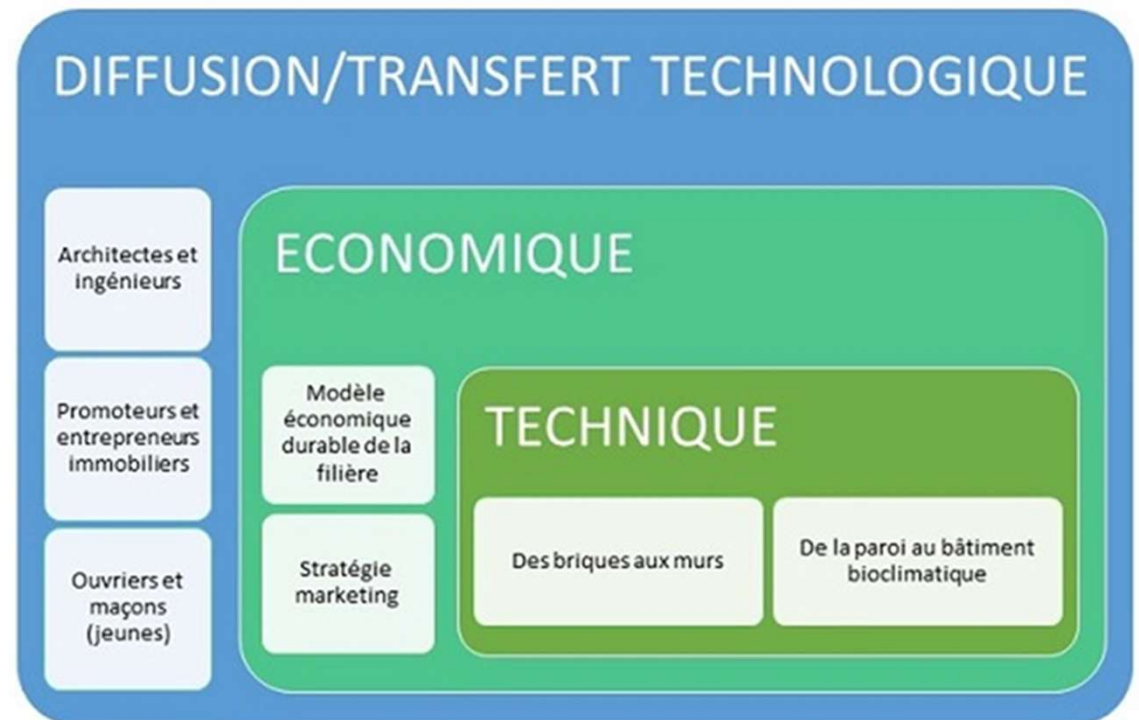 DIFFUSION/TRANSFERT TECHNOLOGIQUE
Architectes et
ingénieurs
Promoteurs et
entrepreneurs
immobiliers
Ouvriers et
maçons
(jeunes)
ECONOMIQUE
Modèle
économique
durable de la
filière
Stratégie
marketing
TECHNIQUE
Des briques aux murs
De la paroi au bâtiment
bioclimatique